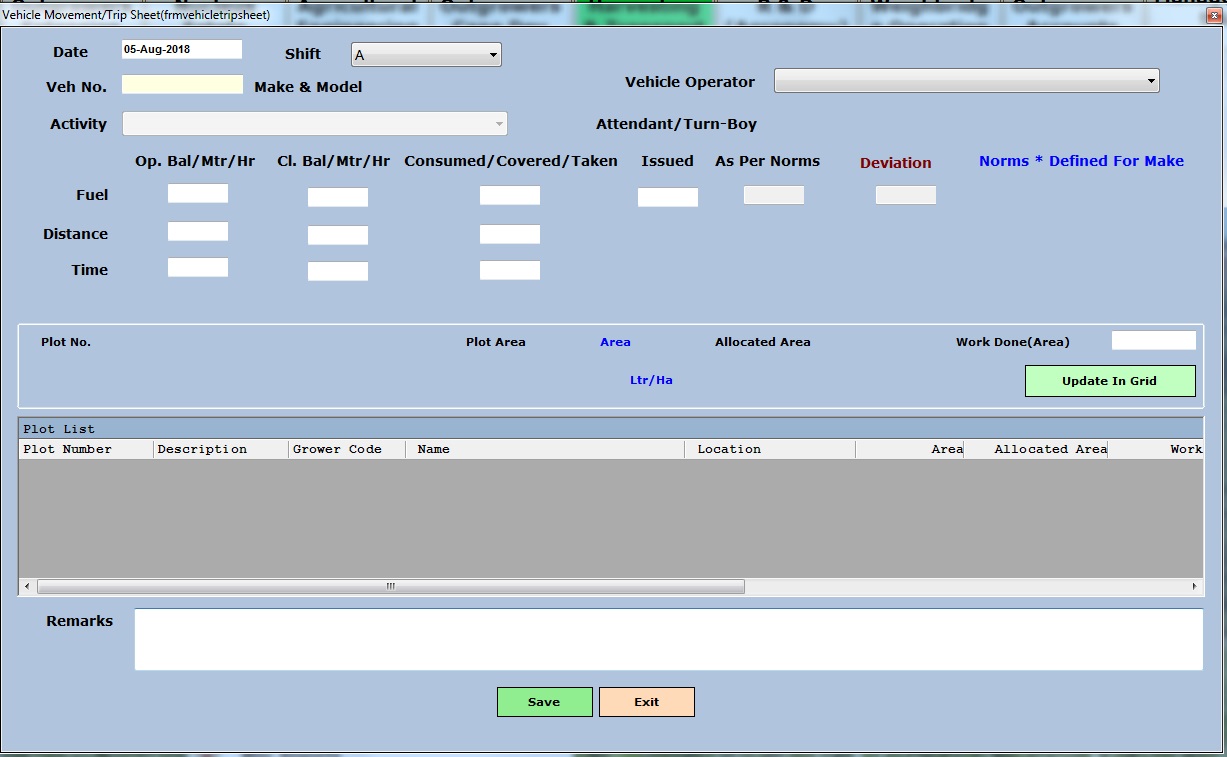 Vehicle Movement/Trip Sheet(frmvehicletripsheet)
Date 05-Aug-2018 Shift A
Veh No. Make & Model Vehicle Operator
Activity Attendant/Turn-Boy
Op. Bal/Mtr/Hr Cl. Bal/Mtr/Hr Consumed/Covered/Taken Issued As Per Norms Deviation Norms * Defined For Make
Fuel
Distance
Time
Plot No. Plot Area Area Allocated Area Work Done(Area)
Ltr/Ha Update In Grid
Plot List
Plot Number Description Grower Code Name Location Area Allocated Area Work
Remarks
Save Exit